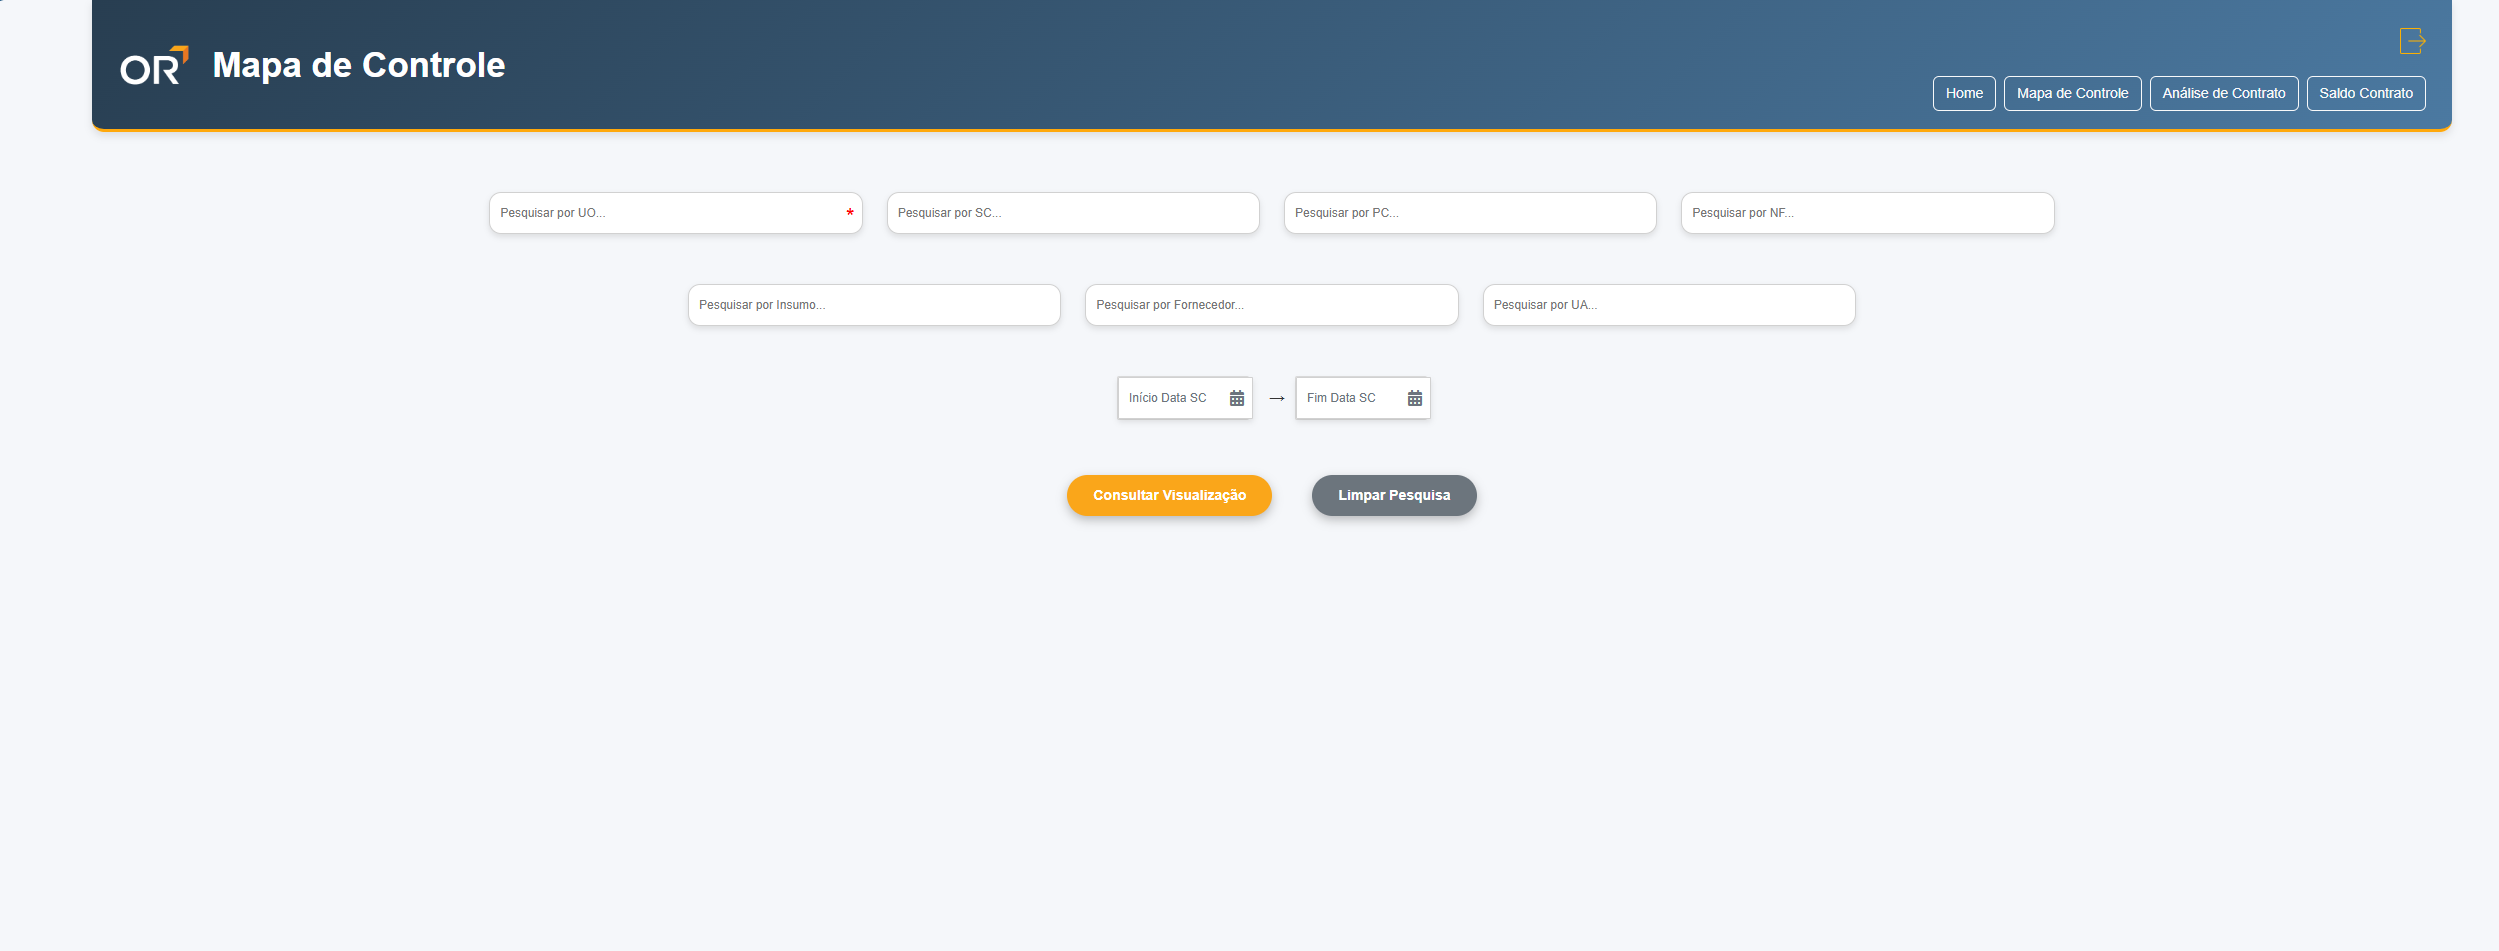 OR
Mapa de Controle
Home
Mapa de Controle
Análise de Contrato
Saldo Contrato
Pesquisar por UO...
*
Pesquisar por SC...
Pesquisar por PC...
Pesquisar por NF...
Pesquisar por Insumo...
Pesquisar por Fornecedor...
Pesquisar por UA...
Início Data SC
→
Fim Data SC
Consultar Visualização
Limpar Pesquisa